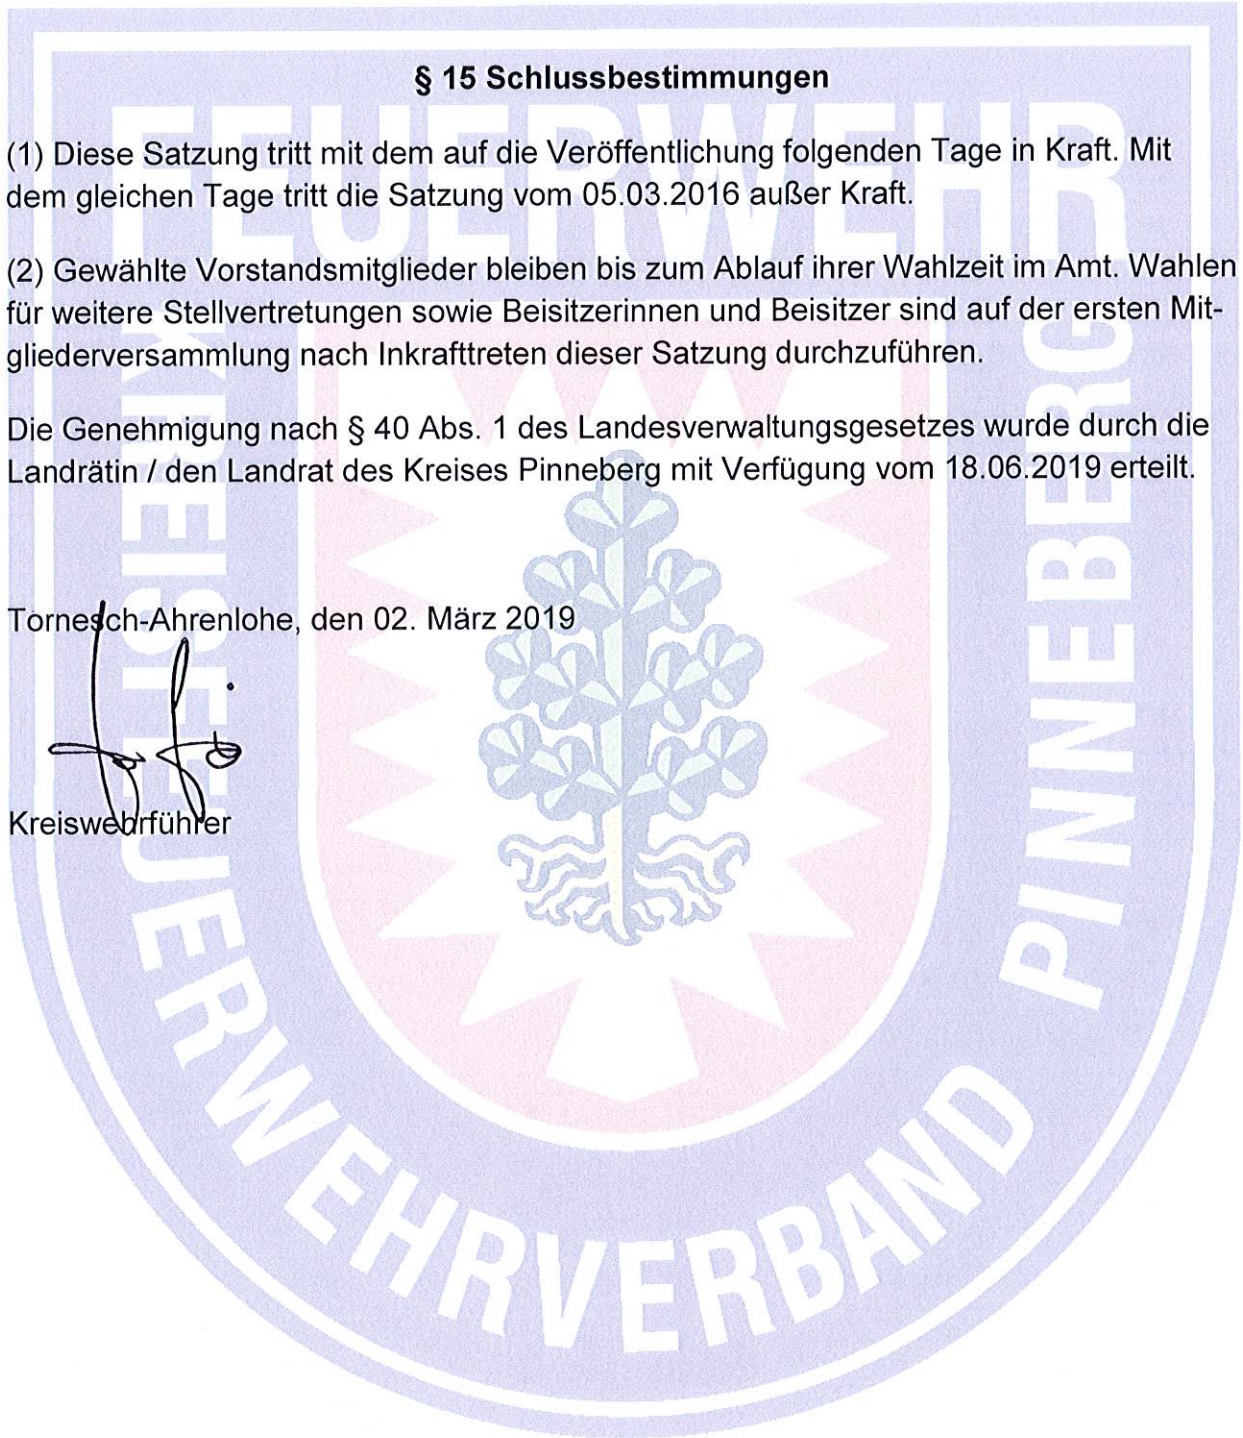 § 15 Schlussbestimmungen
(1) Diese Satzung tritt mit dem auf die Veröffentlichung folgenden Tage in Kraft. Mit
dem gleichen Tage tritt die Satzung vom 05.03.2016 außer Kraft.
(2) Gewählte Vorstandsmitglieder bleiben bis zum Ablauf ihrer Wahlzeit im Amt. Wahlen
für weitere Stellvertretungen sowie Beisitzerinnen und Beisitzer sind auf der ersten Mit-
gliederversammlung nach Inkrafttreten dieser Satzung durchzuführen.
Die Genehmigung nach § 40 Abs. 1 des Landesverwaltungsgesetzes wurde durch die
Landrätin / den Landrat des Kreises Pinneberg mit Verfügung vom 18.06.2019 erteilt.
Tornesch-Ahrenlohe, den 02. März 2019
Kreiswehrführer
FEUERWEHR
KREISFEUERWEHRVERBAND PINNEBERG